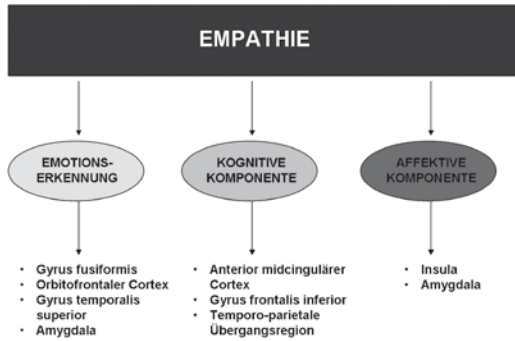 EMPATHIE
EMOTIONS-
ERKENNUNG
KOGNITIVE
KOMPONENTE
AFFEKTIVE
KOMPONENTE
• Gyrus fusiformis
• Orbitofrontaler Cortex
• Gyrus temporalis
superior
• Amygdala
• Anterior midcingulärer
Cortex
• Gyrus frontalis inferior
• Temporo-parietale
Übergangsregion
• Insula
• Amygdala